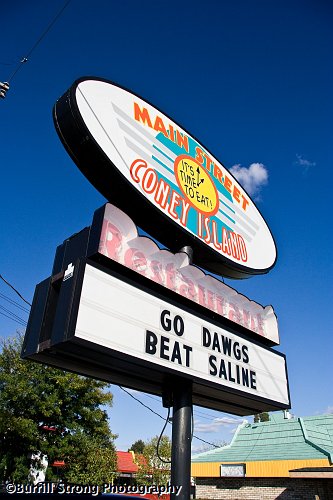 MAIN STREET
IT'S
TIME
TO EAT!
CONEY ISLAND
Restaurant
GO DAWGS
BEAT SALINE
©Burrill Strong Photography